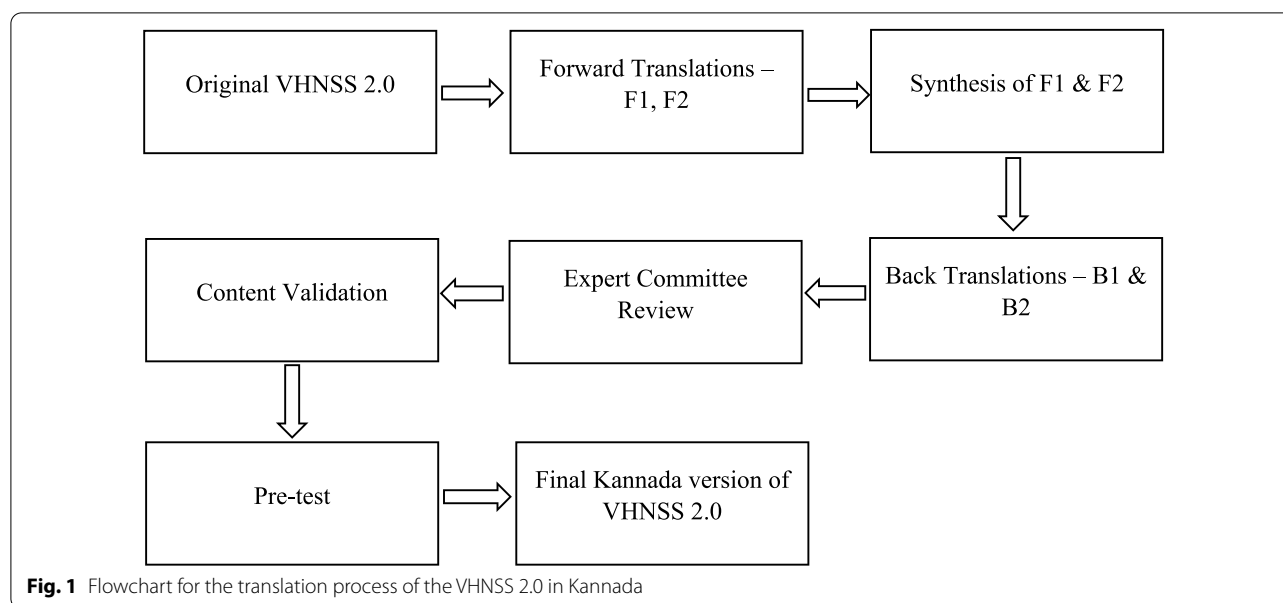 Original VHNSS 2.0
Forward Translations –
F1, F2
Synthesis of F1 & F2
Back Translations – B1 &
B2
Expert Committee
Review
Content Validation
Pre-test
Final Kannada version of
VHNSS 2.0
Fig. 1 Flowchart for the translation process of the VHNSS 2.0 in Kannada